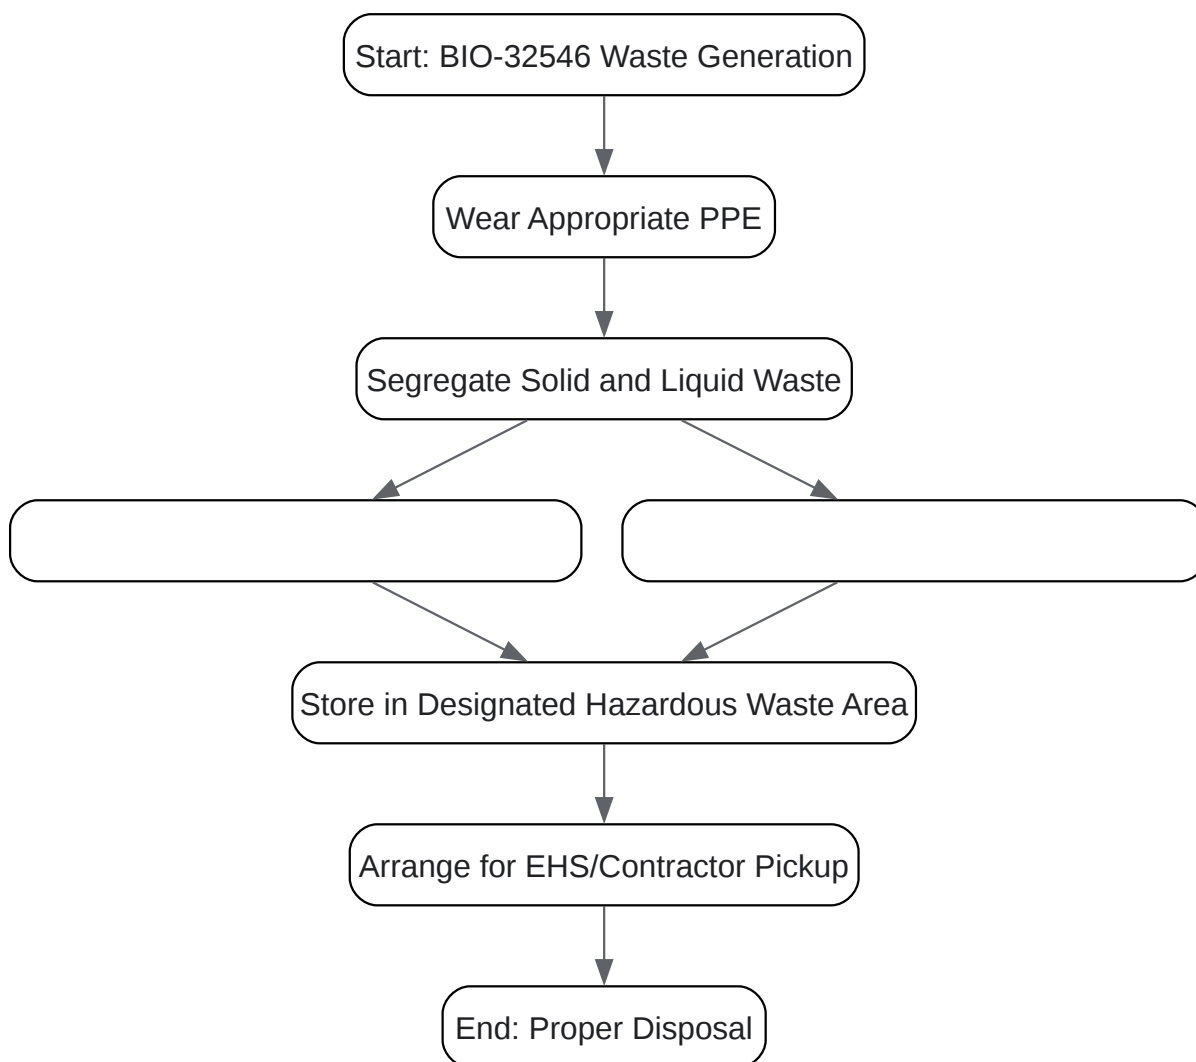 Start: BIO-32546 Waste Generation
Wear Appropriate PPE
Segregate Solid and Liquid Waste
Store in Designated Hazardous Waste Area
Arrange for EHS/Contractor Pickup
End: Proper Disposal